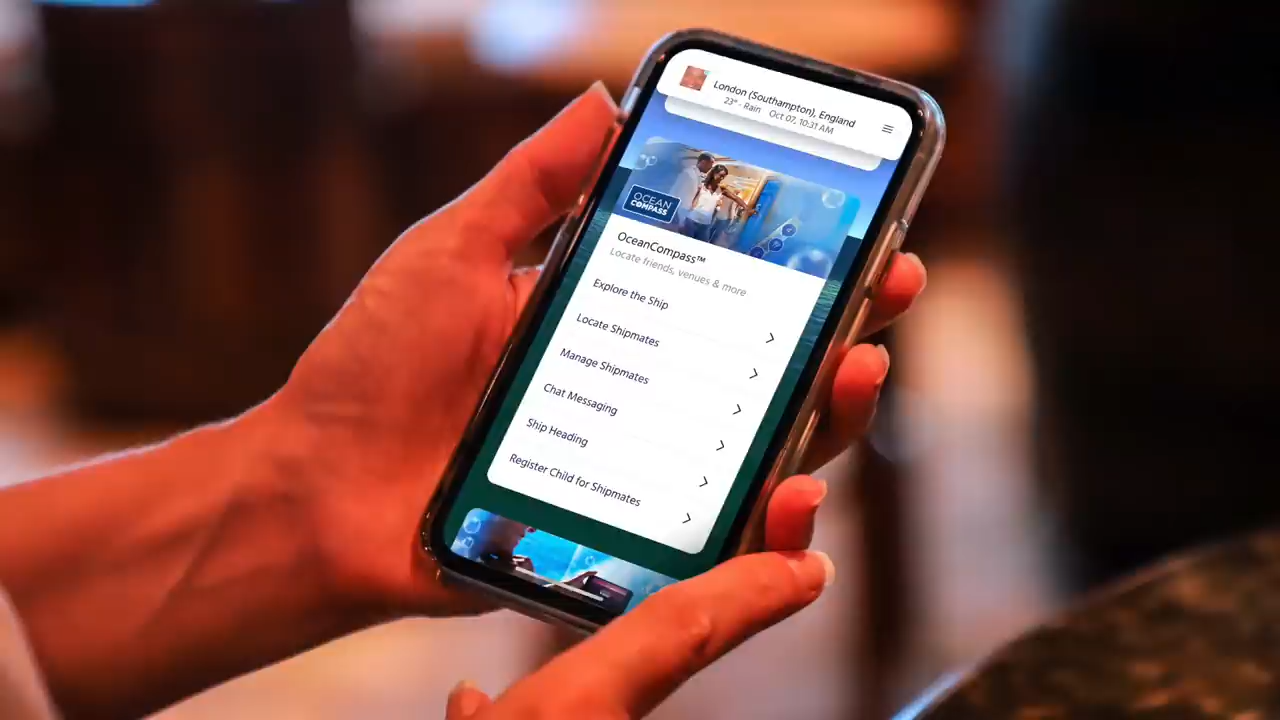 London (Southampton), England
23° - Rain Oct 07, 10:31 AM
OCEAN
COMPASS
OceanCompass™
Locate friends, venues & more
Explore the Ship
Locate Shipmates
Manage Shipmates
Chat Messaging
Ship Heading
Register Child for Shipmates